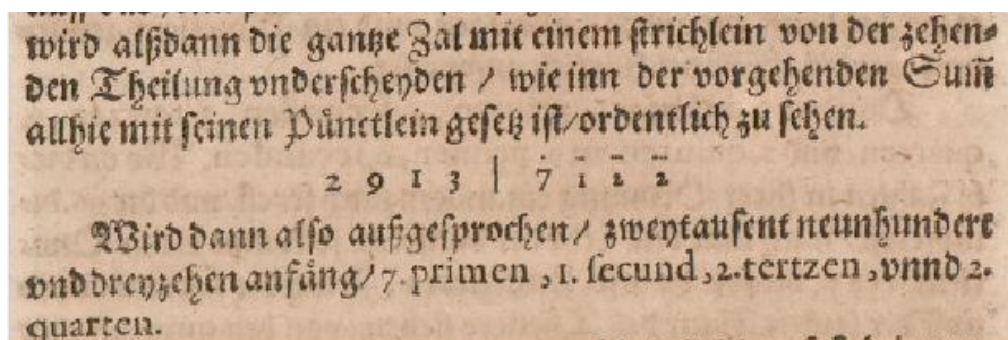 wird alßdann die gantze Zal mit einem strichlein von der zehen⸗
den Theilung vnderscheyden / wie inn der vorgehenden Sum̃
allhie mit seinen Pünctlein gesetz ist/ordentlich zu sehen.
2 9 1 3 | 7 1 2 2
Wird dann also außgesprochen/ zweytausent neunhundert
vnd dreyzehen anfäng/ 7. primen, 1. secund, 2. tertzen, vnnd 2.
quarten.